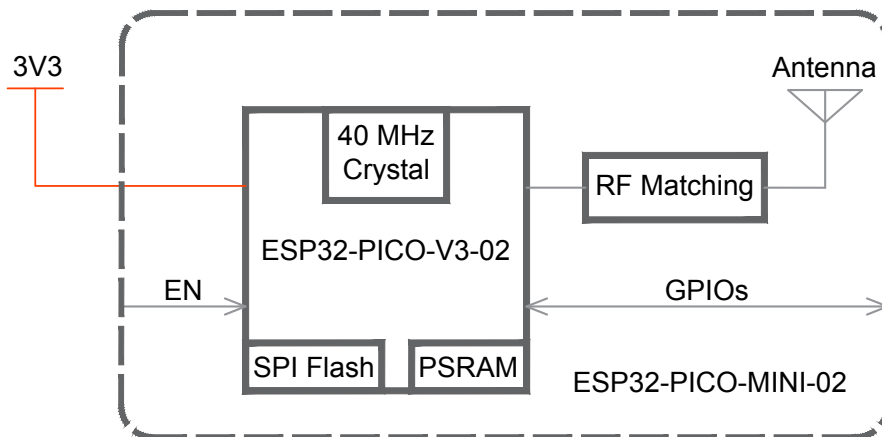 3V3
Antenna
40 MHz
Crystal
RF Matching
ESP32-PICO-V3-02
EN
GPIOs
SPI Flash
PSRAM
ESP32-PICO-MINI-02